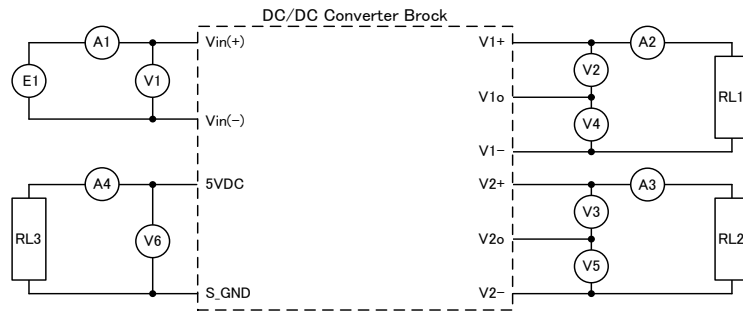 DC/DC Converter Brock
A1
Vin(+)
E1
V1
Vin(−)
A4
5VDC
RL3
V6
S_GND
V1+
A2
V2
V1o
RL1
V4
V1−
V2+
A3
V3
V2o
RL2
V5
V2−